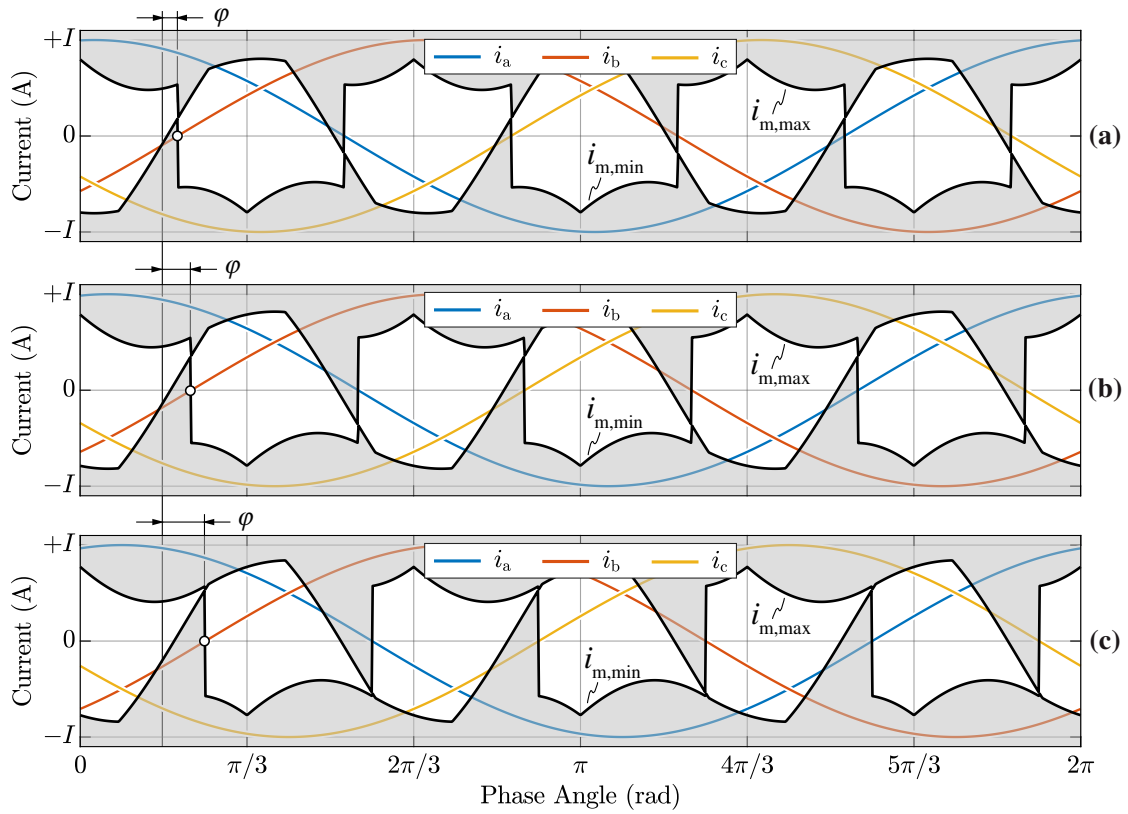 φ
+I
i_a i_b i_c
Current (A)
0
i_m,max
i_m,min
−I
(a)
φ
+I
i_a i_b i_c
Current (A)
0
i_m,max
i_m,min
−I
(b)
φ
+I
i_a i_b i_c
Current (A)
0
i_m,max
i_m,min
−I
(c)
0 π/3 2π/3 π 4π/3 5π/3 2π
Phase Angle (rad)